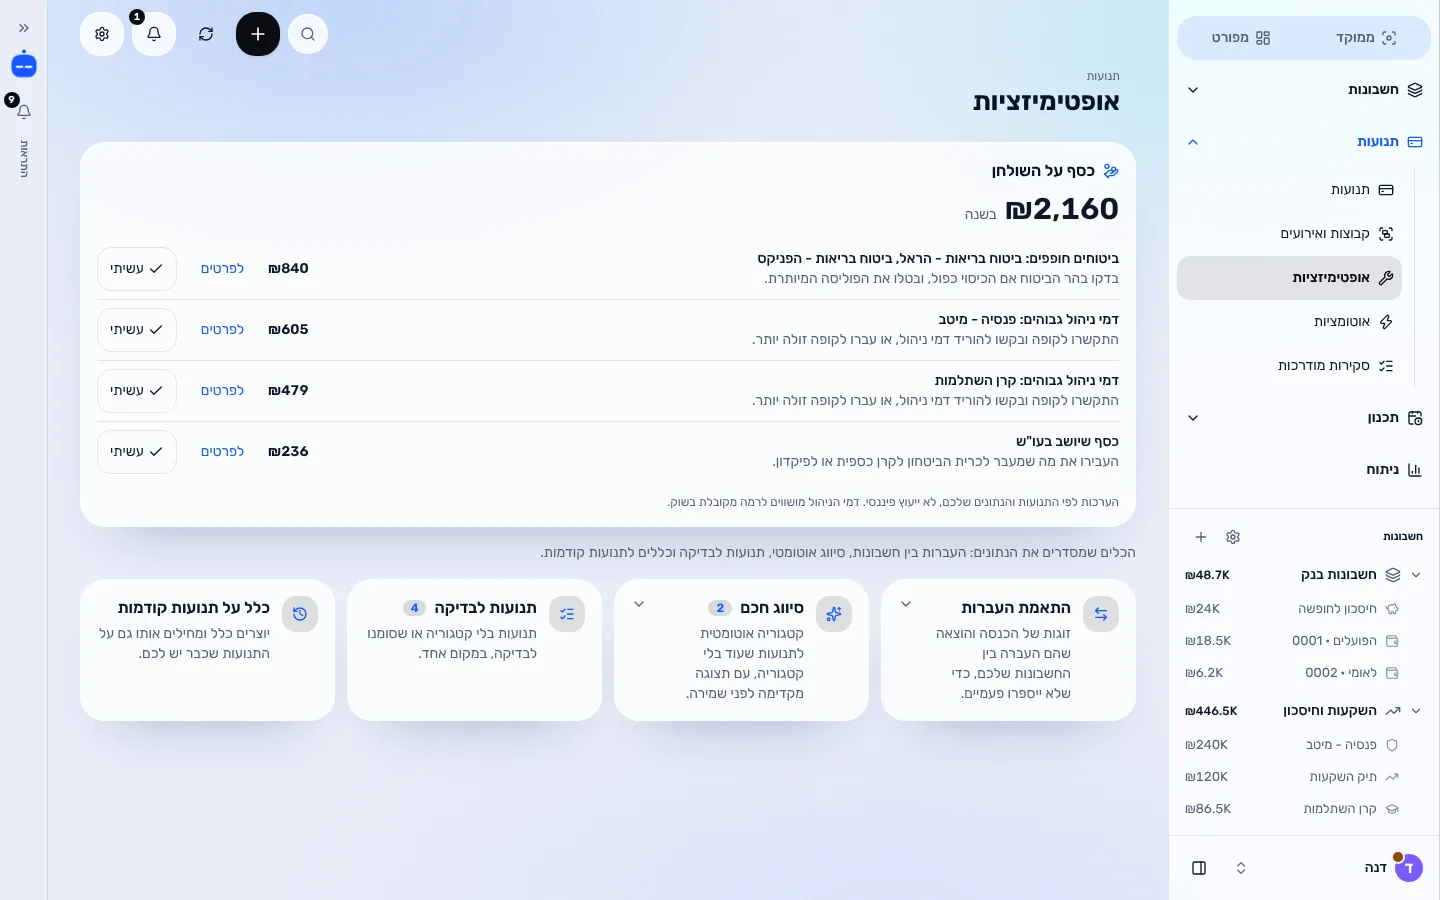 ממוקד
מפורט
חשבונות
תנועות
תנועות
קבוצות ואירועים
אופטימיזציות
אוטומציות
סקירות מודרכות
תכנון
ניתוח
חשבונות
חשבונות בנק ₪48.7K
חיסכון לחופשה ₪24K
הפועלים • 0001 ₪18.5K
לאומי • 0002 ₪6.2K
השקעות וחיסכון ₪446.5K
פנסיה - מיטב ₪240K
תיק השקעות ₪120K
קרן השתלמות ₪86.5K
ד דנה
1
תנועות
אופטימיזציות
כסף על השולחן
₪2,160 בשנה
ביטוחים חופפים: ביטוח בריאות - הראל, ביטוח בריאות - הפניקס
בדקו בהר הביטוח אם הכיסוי כפול, ובטלו את הפוליסה המיותרת.
₪840 לפרטים עשיתי
דמי ניהול גבוהים: פנסיה - מיטב
התקשרו לקופה ובקשו להוריד דמי ניהול, או עברו לקופה זולה יותר.
₪605 לפרטים עשיתי
דמי ניהול גבוהים: קרן השתלמות
התקשרו לקופה ובקשו להוריד דמי ניהול, או עברו לקופה זולה יותר.
₪479 לפרטים עשיתי
כסף שיושב בעו"ש
העבירו את מה שמעבר לכרית הביטחון לקרן כספית או לפיקדון.
₪236 לפרטים עשיתי
הערכות לפי התנועות והנתונים שלכם, לא ייעוץ פיננסי. דמי הניהול מושווים לרמה מקובלת בשוק.
הכלים שמסדרים את הנתונים: העברות בין חשבונות, סיווג אוטומטי, תנועות לבדיקה וכללים לתנועות קודמות.
התאמת העברות
זוגות של הכנסה והוצאה
שהם העברה בין
החשבונות שלכם, כדי
שלא ייספרו פעמיים.
סיווג חכם 2
קטגוריה אוטומטית
לתנועות שעוד בלי
קטגוריה, עם תצוגה
מקדימה לפני שמירה.
תנועות לבדיקה 4
תנועות בלי קטגוריה או שסומנו
לבדיקה, במקום אחד.
כלל על תנועות קודמות
יוצרים כלל ומחילים אותו גם על
התנועות שכבר יש לכם.
9
התראות